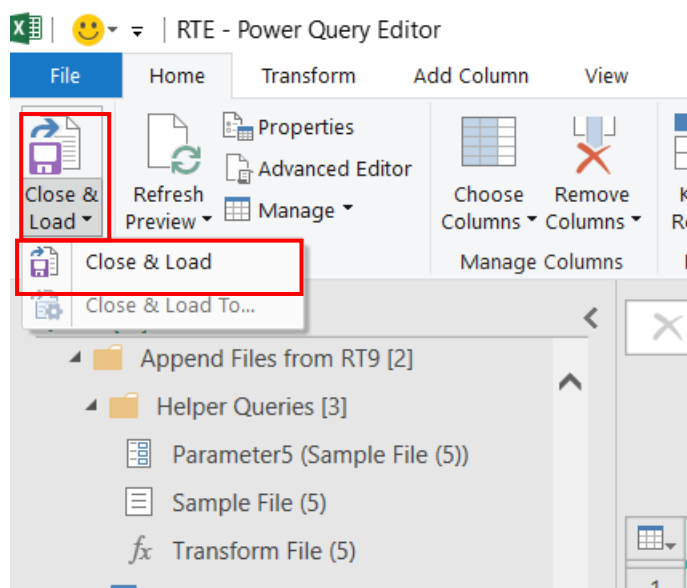 RTE - Power Query Editor
File Home Transform Add Column View
Properties
Advanced Editor
Manage
Close & Load
Refresh Preview
Choose Columns
Remove Columns
Close & Load
Manage Columns
Close & Load To...
Append Files from RT9 [2]
Helper Queries [3]
Parameter5 (Sample File (5))
Sample File (5)
fx Transform File (5)
1